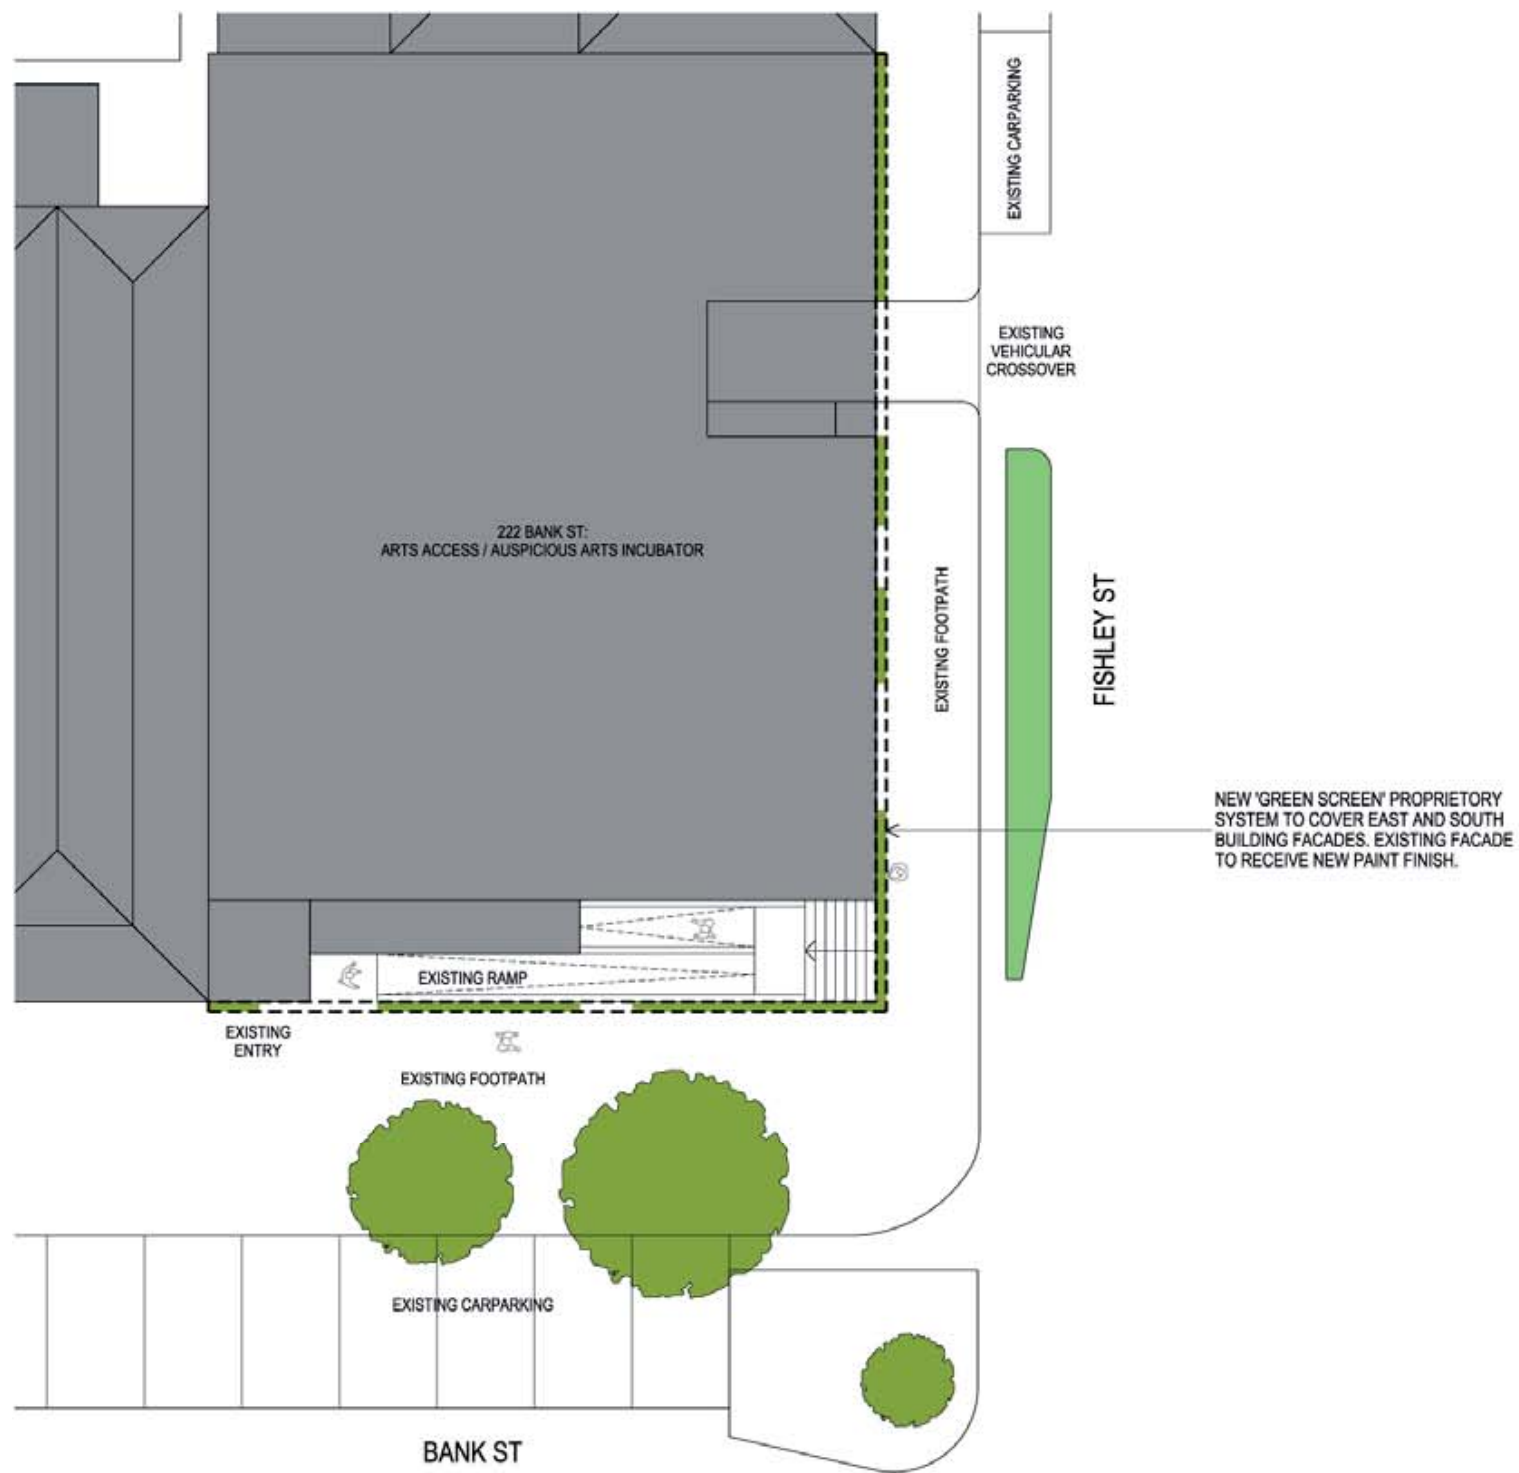 EXISTING CARPARKING
EXISTING
VEHICULAR
CROSSOVER
222 BANK ST:
ARTS ACCESS / AUSPICIOUS ARTS INCUBATOR
EXISTING FOOTPATH
FISHLEY ST
NEW 'GREEN SCREEN' PROPRIETORY
SYSTEM TO COVER EAST AND SOUTH
BUILDING FACADES. EXISTING FACADE
TO RECEIVE NEW PAINT FINISH.
EXISTING RAMP
EXISTING
ENTRY
EXISTING FOOTPATH
EXISTING CARPARKING
BANK ST